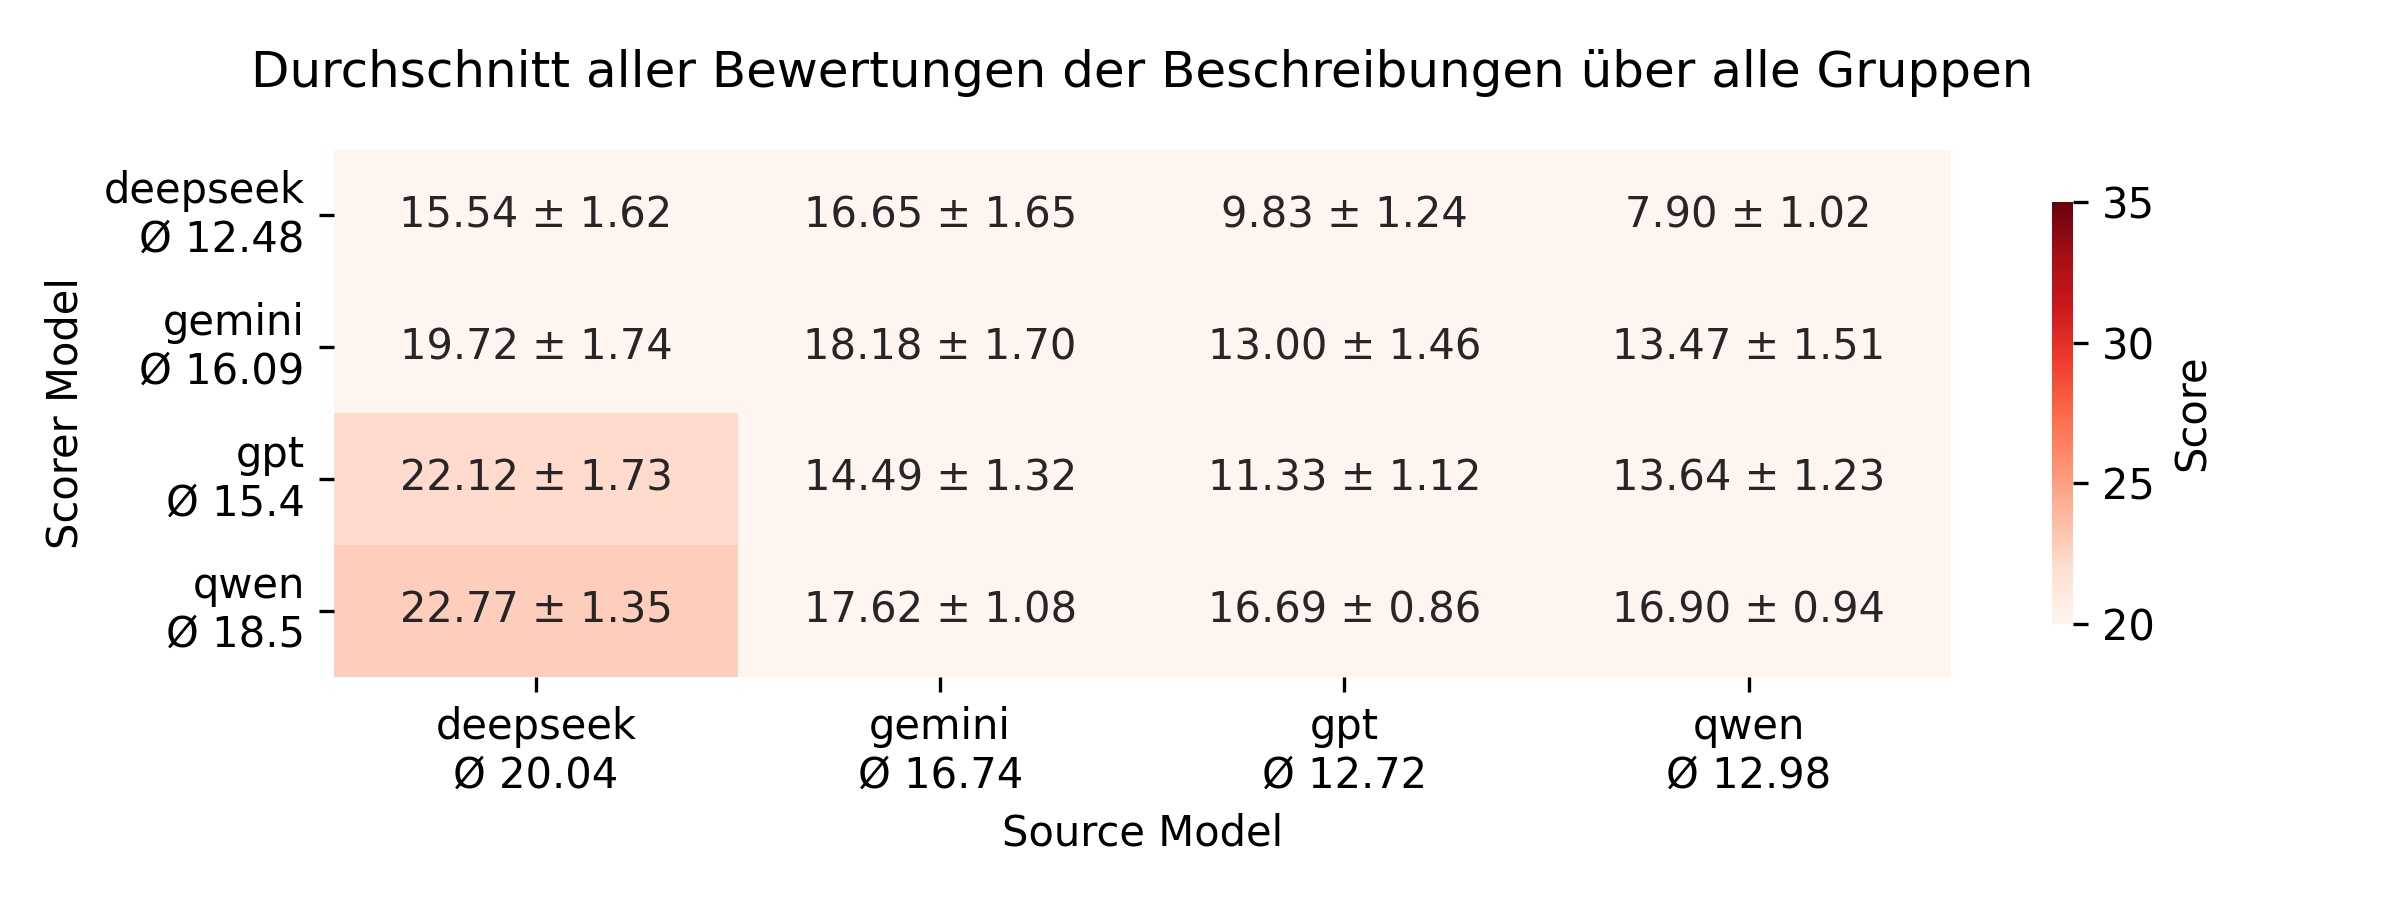 Durchschnitt aller Bewertungen der Beschreibungen über alle Gruppen
Scorer Model
deepseek
Ø 12.48
15.54 ± 1.62 16.65 ± 1.65 9.83 ± 1.24 7.90 ± 1.02
gemini
Ø 16.09
19.72 ± 1.74 18.18 ± 1.70 13.00 ± 1.46 13.47 ± 1.51
gpt
Ø 15.4
22.12 ± 1.73 14.49 ± 1.32 11.33 ± 1.12 13.64 ± 1.23
qwen
Ø 18.5
22.77 ± 1.35 17.62 ± 1.08 16.69 ± 0.86 16.90 ± 0.94
deepseek gemini gpt qwen
Ø 20.04 Ø 16.74 Ø 12.72 Ø 12.98
Source Model
35
30
25
20
Score